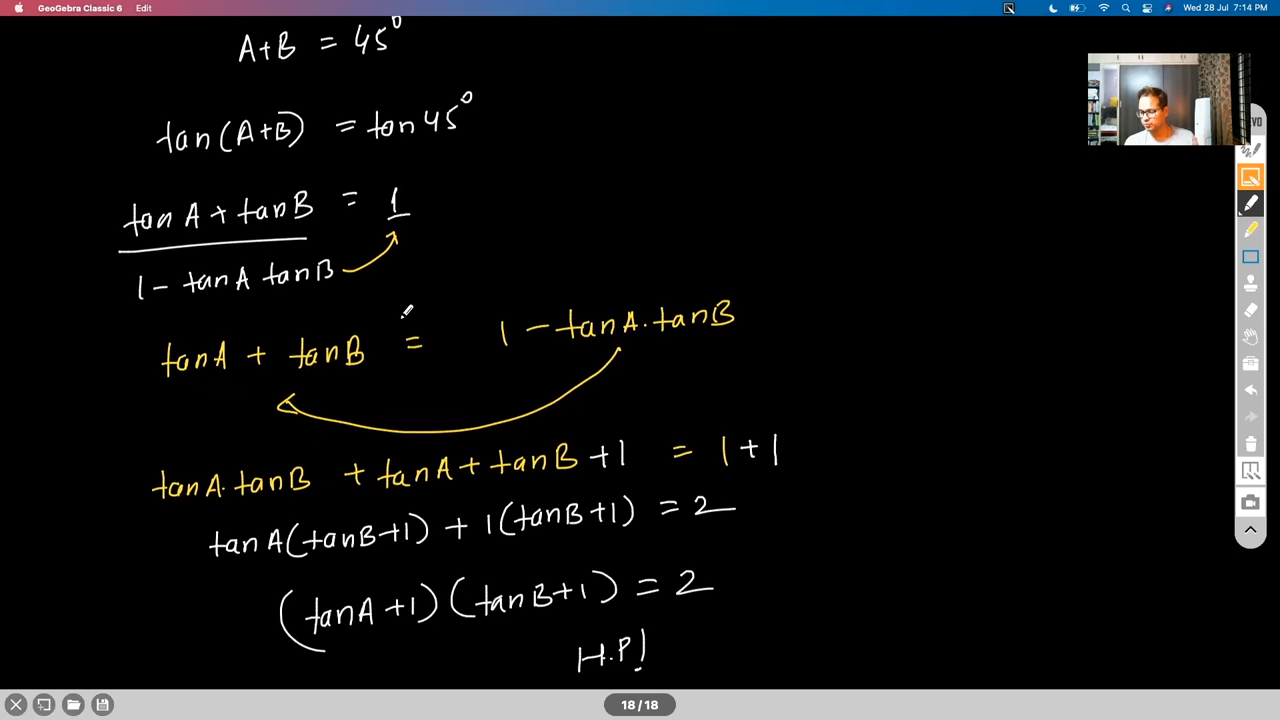 GeoGebra Classic 6 Edit
Wed 28 Jul 7:14 PM
A+B = 45°
tan(A+B) = tan 45°
tan A + tan B = 1
1 - tan A tan B
tan A + tan B = 1 - tan A. tan B
tan A. tan B + tan A + tan B + 1 = 1 + 1
tan A (tan B + 1) + 1 (tan B + 1) = 2
(tan A + 1) (tan B + 1) = 2
H.P!
18 / 18